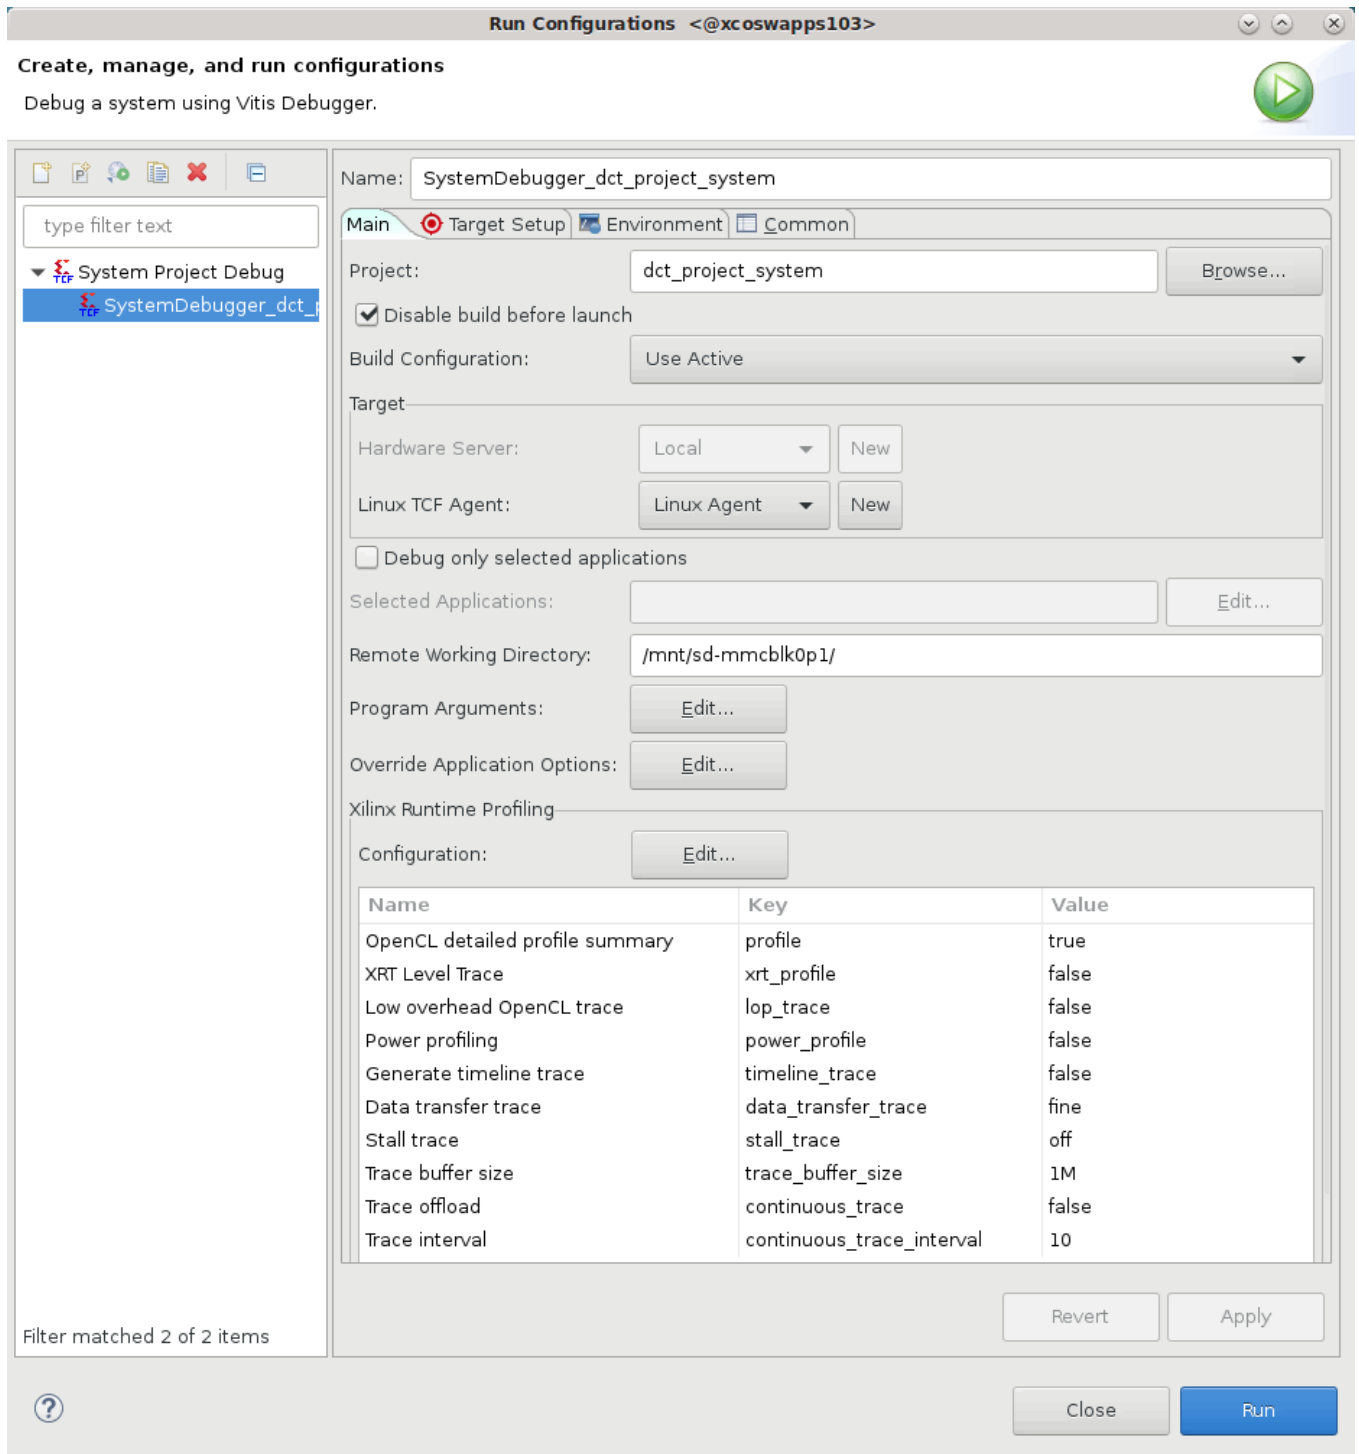 Run Configurations <@xcoswapps103>
Create, manage, and run configurations
Debug a system using Vitis Debugger.
type filter text
System Project Debug
SystemDebugger_dct_p
Filter matched 2 of 2 items
Name: SystemDebugger_dct_project_system
Main Target Setup Environment Common
Project: dct_project_system Browse...
Disable build before launch
Build Configuration: Use Active
Target
Hardware Server: Local New
Linux TCF Agent: Linux Agent New
Debug only selected applications
Selected Applications: Edit...
Remote Working Directory: /mnt/sd-mmcblk0p1/
Program Arguments: Edit...
Override Application Options: Edit...
Xilinx Runtime Profiling
Configuration: Edit...
Name Key Value
OpenCL detailed profile summary profile true
XRT Level Trace xrt_profile false
Low overhead OpenCL trace lop_trace false
Power profiling power_profile false
Generate timeline trace timeline_trace false
Data transfer trace data_transfer_trace fine
Stall trace stall_trace off
Trace buffer size trace_buffer_size 1M
Trace offload continuous_trace false
Trace interval continuous_trace_interval 10
Revert Apply
Close Run